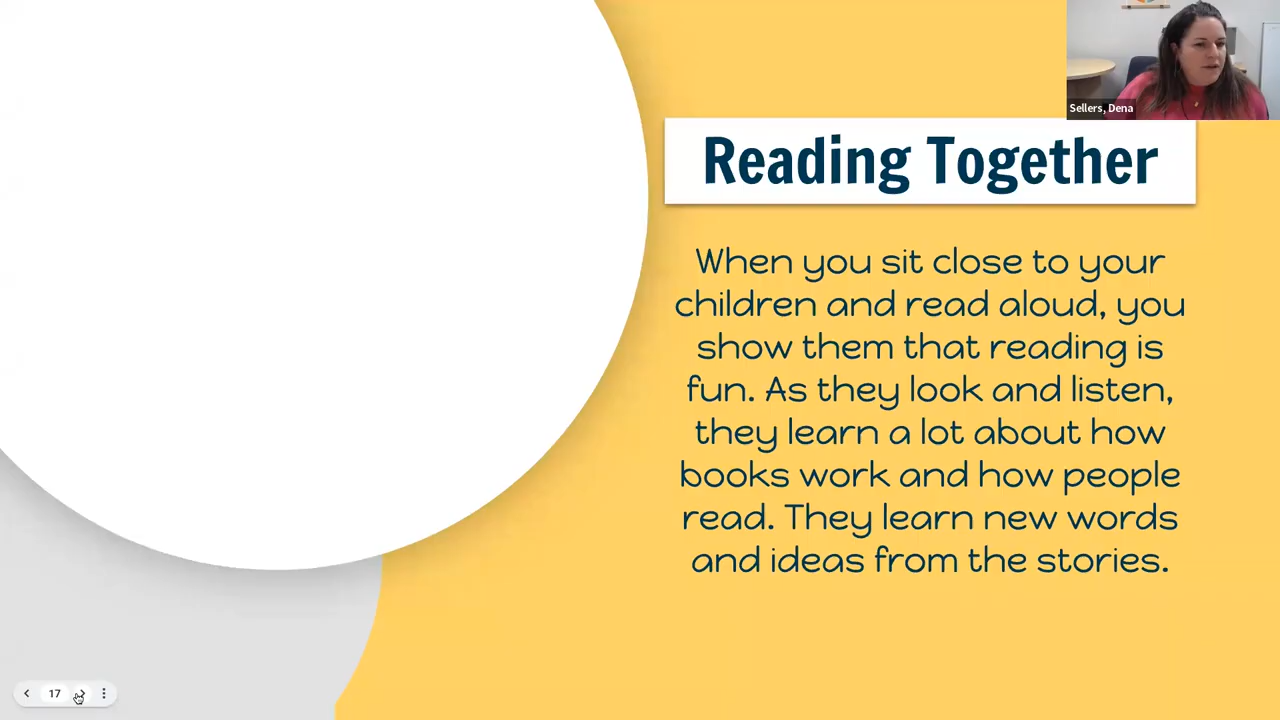 Sellers, Dena
Reading Together
When you sit close to your
children and read aloud, you
show them that reading is
fun. As they look and listen,
they learn a lot about how
books work and how people
read. They learn new words
and ideas from the stories.
17